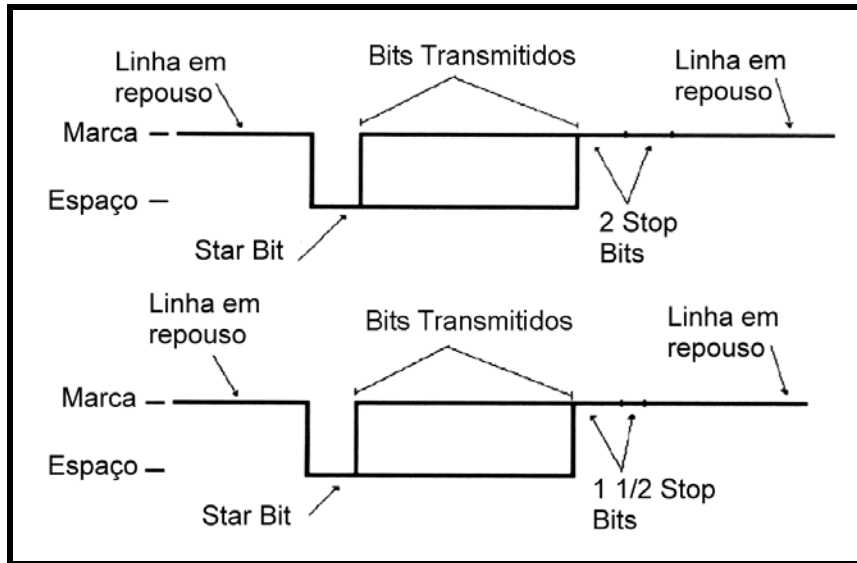 Linha em
repouso
Bits Transmitidos
Linha em
repouso
Marca
Espaço
Star Bit
2 Stop
Bits
Linha em
repouso
Bits Transmitidos
Linha em
repouso
Marca
Espaço
Star Bit
1 1/2 Stop
Bits